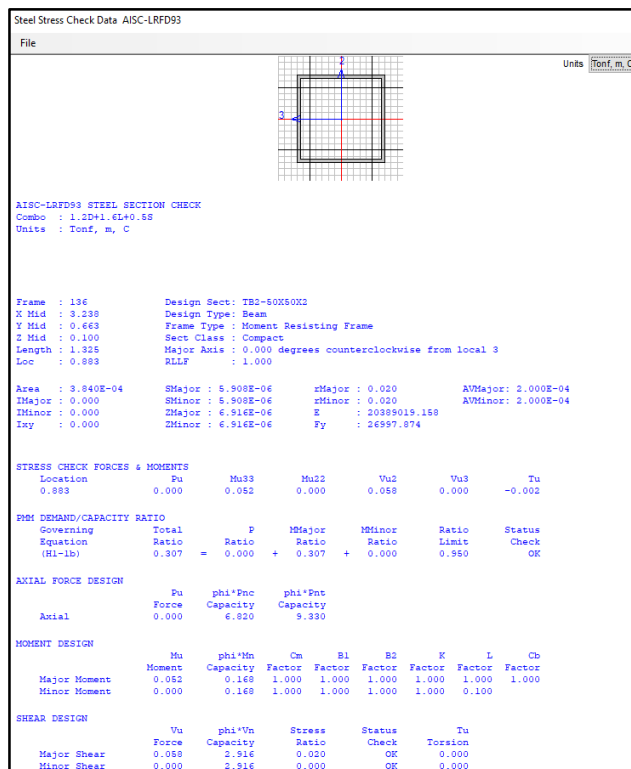 Steel Stress Check Data AISC-LRFD93
File
Units Tonf, m, C
2
3
AISC-LRFD93 STEEL SECTION CHECK
Combo : 1.2D+1.6L+0.5S
Units : Tonf, m, C
Frame : 136 Design Sect: TB2-50X50X2
X Mid : 3.238 Design Type: Beam
Y Mid : 0.663 Frame Type : Moment Resisting Frame
Z Mid : 0.100 Sect Class : Compact
Length : 1.325 Major Axis : 0.000 degrees counterclockwise from local 3
Loc : 0.883 RLLF : 1.000
Area : 3.840E-04 SMajor : 5.908E-06 rMajor : 0.020 AVMajor: 2.000E-04
IMajor : 0.000 SMinor : 5.908E-06 rMinor : 0.020 AVMinor: 2.000E-04
IMinor : 0.000 ZMajor : 6.916E-06 E : 20389019.158
Ixy : 0.000 ZMinor : 6.916E-06 Fy : 26997.874
STRESS CHECK FORCES & MOMENTS
Location Pu Mu33 Mu22 Vu2 Vu3 Tu
0.883 0.000 0.052 0.000 0.058 0.000 -0.002
PMM DEMAND/CAPACITY RATIO
Governing Total P MMajor MMinor Ratio Status
Equation Ratio Ratio Ratio Ratio Limit Check
(H1-1b) 0.307 = 0.000 + 0.307 + 0.000 0.950 OK
AXIAL FORCE DESIGN
Pu phi*Pnc phi*Pnt
Force Capacity Capacity
Axial 0.000 6.820 9.330
MOMENT DESIGN
Mu phi*Mn Cm B1 B2 K L Cb
Moment Capacity Factor Factor Factor Factor Factor Factor
Major Moment 0.052 0.168 1.000 1.000 1.000 1.000 1.000 1.000
Minor Moment 0.000 0.168 1.000 1.000 1.000 1.000 0.100
SHEAR DESIGN
Vu phi*Vn Stress Status Tu
Force Capacity Ratio Check Torsion
Major Shear 0.058 2.916 0.020 OK 0.000
Minor Shear 0.000 2.916 0.000 OK 0.000